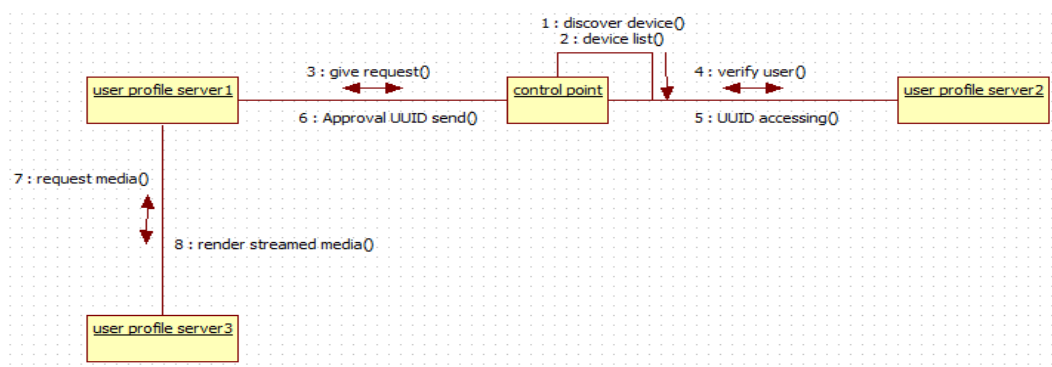 1 : discover device()
2 : device list()
3 : give request()
4 : verify user()
user profile server1
control point
user profile server2
6 : Approval UUID send()
5 : UUID accessing()
7 : request media()
8 : render streamed media()
user profile server3